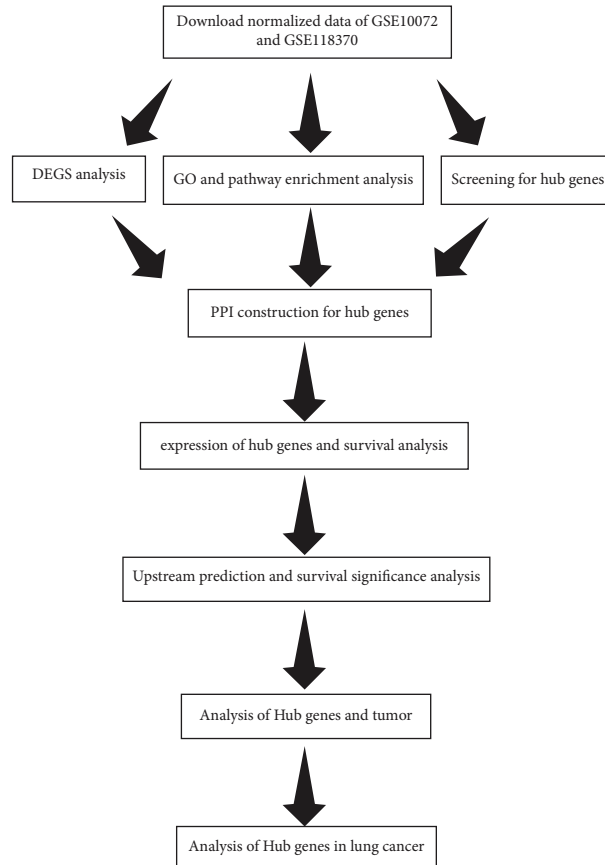 Download normalized data of GSE10072
and GSE118370
DEGS analysis
GO and pathway enrichment analysis
Screening for hub genes
PPI construction for hub genes
expression of hub genes and survival analysis
Upstream prediction and survival significance analysis
Analysis of Hub genes and tumor
Analysis of Hub genes in lung cancer